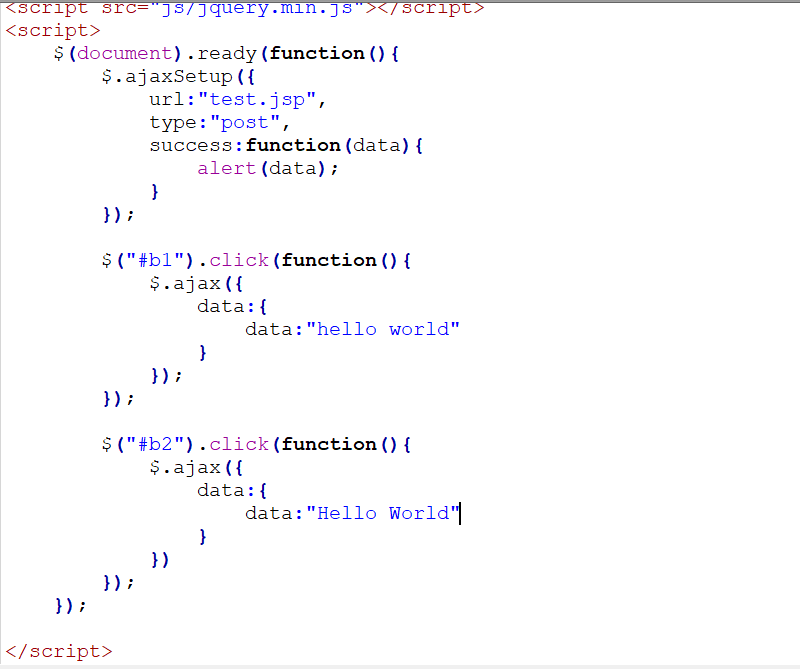 <script src="js/jquery.min.js"></script>
<script>
    $(document).ready(function(){
        $.ajaxSetup({
            url:"test.jsp",
            type:"post",
            success:function(data){
                alert(data);
            }
        });

        $("#b1").click(function(){
            $.ajax({
                data:{
                    data:"hello world"
                }
            });
        });

        $("#b2").click(function(){
            $.ajax({
                data:{
                    data:"Hello World"
                }
            })
        });
    });

</script>